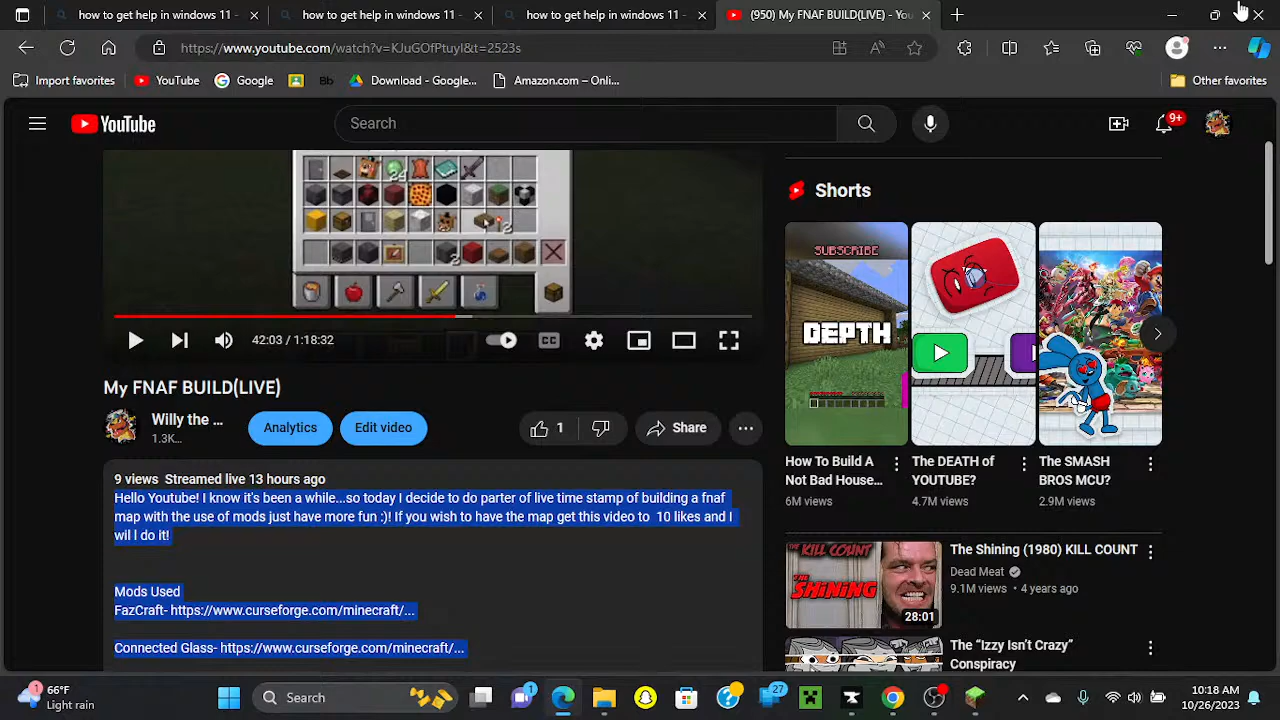 how to get help in windows 11 -
how to get help in windows 11 -
how to get help in windows 11 -
(950) My FNAF BUILD(LIVE) - You
https://www.youtube.com/watch?v=KJuGOfPtuyI&t=2523s
Import favorites
YouTube
Google
Bb
Download - Google...
Amazon.com – Onli...
Other favorites
YouTube
Search
9+
24
2
2
42:03 / 1:18:32
CC
My FNAF BUILD(LIVE)
Willy the ...
1.3K...
Analytics
Edit video
1
Share
9 views Streamed live 13 hours ago
Hello Youtube! I know it's been a while...so today I decide to do parter of live time stamp of building a fnaf
map with the use of mods just have more fun :)! If you wish to have the map get this video to 10 likes and I
wil l do it!
Mods Used
FazCraft- https://www.curseforge.com/minecraft/...
Connected Glass- https://www.curseforge.com/minecraft/...
Shorts
SUBSCRIBE
DEPTH
How To Build A
Not Bad House...
6M views
The DEATH of
YOUTUBE?
4.7M views
The SMASH
BROS MCU?
2.9M views
THE KILL COUNT
THE SHINING
28:01
The Shining (1980) KILL COUNT
Dead Meat
9.1M views • 4 years ago
The “Izzy Isn't Crazy”
Conspiracy
1
66°F
Light rain
Search
1
27
10:18 AM
10/26/2023